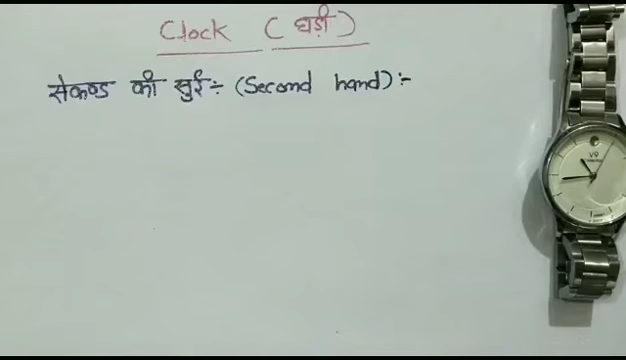 Clock (घड़ी)
सेकण्ड की सुई÷ (Second hand):-